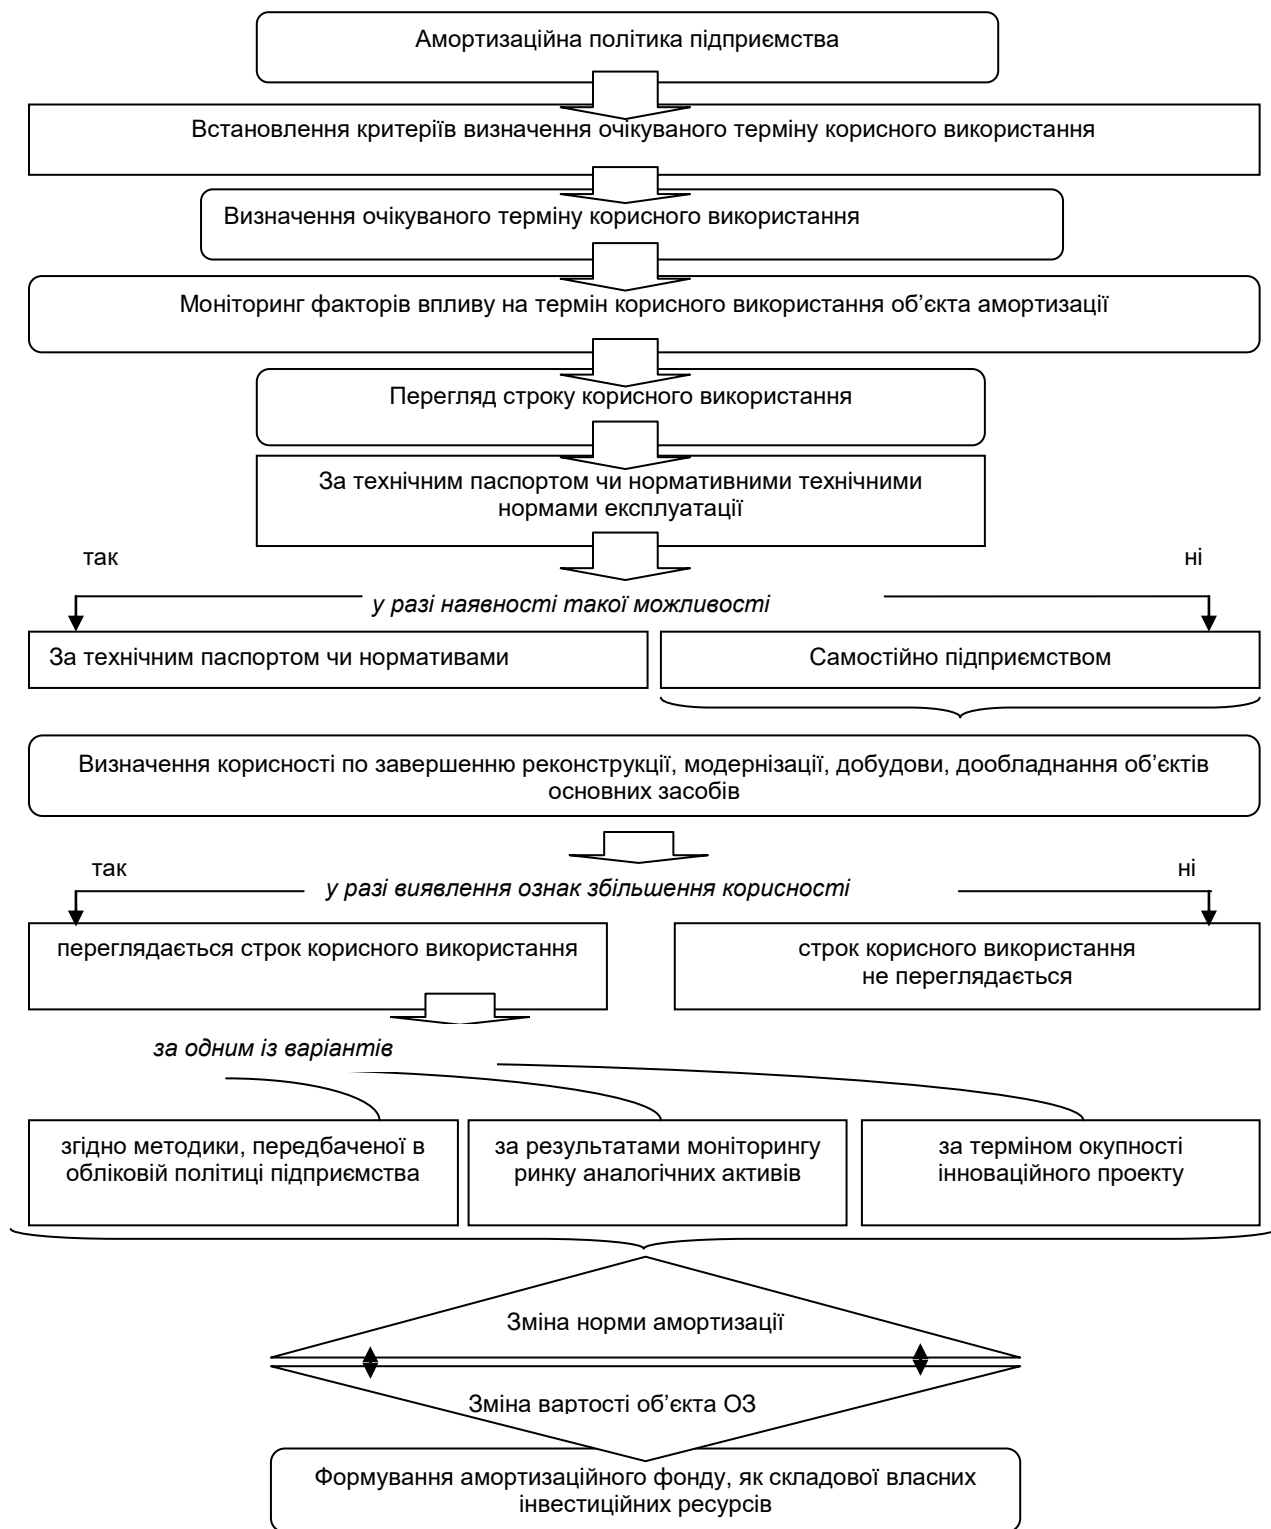 Амортизаційна політика підприємства
Встановлення критеріїв визначення очікуваного терміну корисного використання
Визначення очікуваного терміну корисного використання
Моніторинг факторів впливу на термін корисного використання об’єкта амортизації
Перегляд строку корисного використання
За технічним паспортом чи нормативними технічними
нормами експлуатації
так
ні
у разі наявності такої можливості
За технічним паспортом чи нормативами
Самостійно підприємством
Визначення корисності по завершенню реконструкції, модернізації, добудови, дообладнання об’єктів
основних засобів
так
ні
у разі виявлення ознак збільшення корисності
переглядається строк корисного використання
строк корисного використання
не переглядається
за одним із варіантів
згідно методики, передбаченої в
обліковій політиці підприємства
за результатами моніторингу
ринку аналогічних активів
за терміном окупності
інноваційного проекту
Зміна норми амортизації
Зміна вартості об’єкта ОЗ
Формування амортизаційного фонду, як складової власних
інвестиційних ресурсів